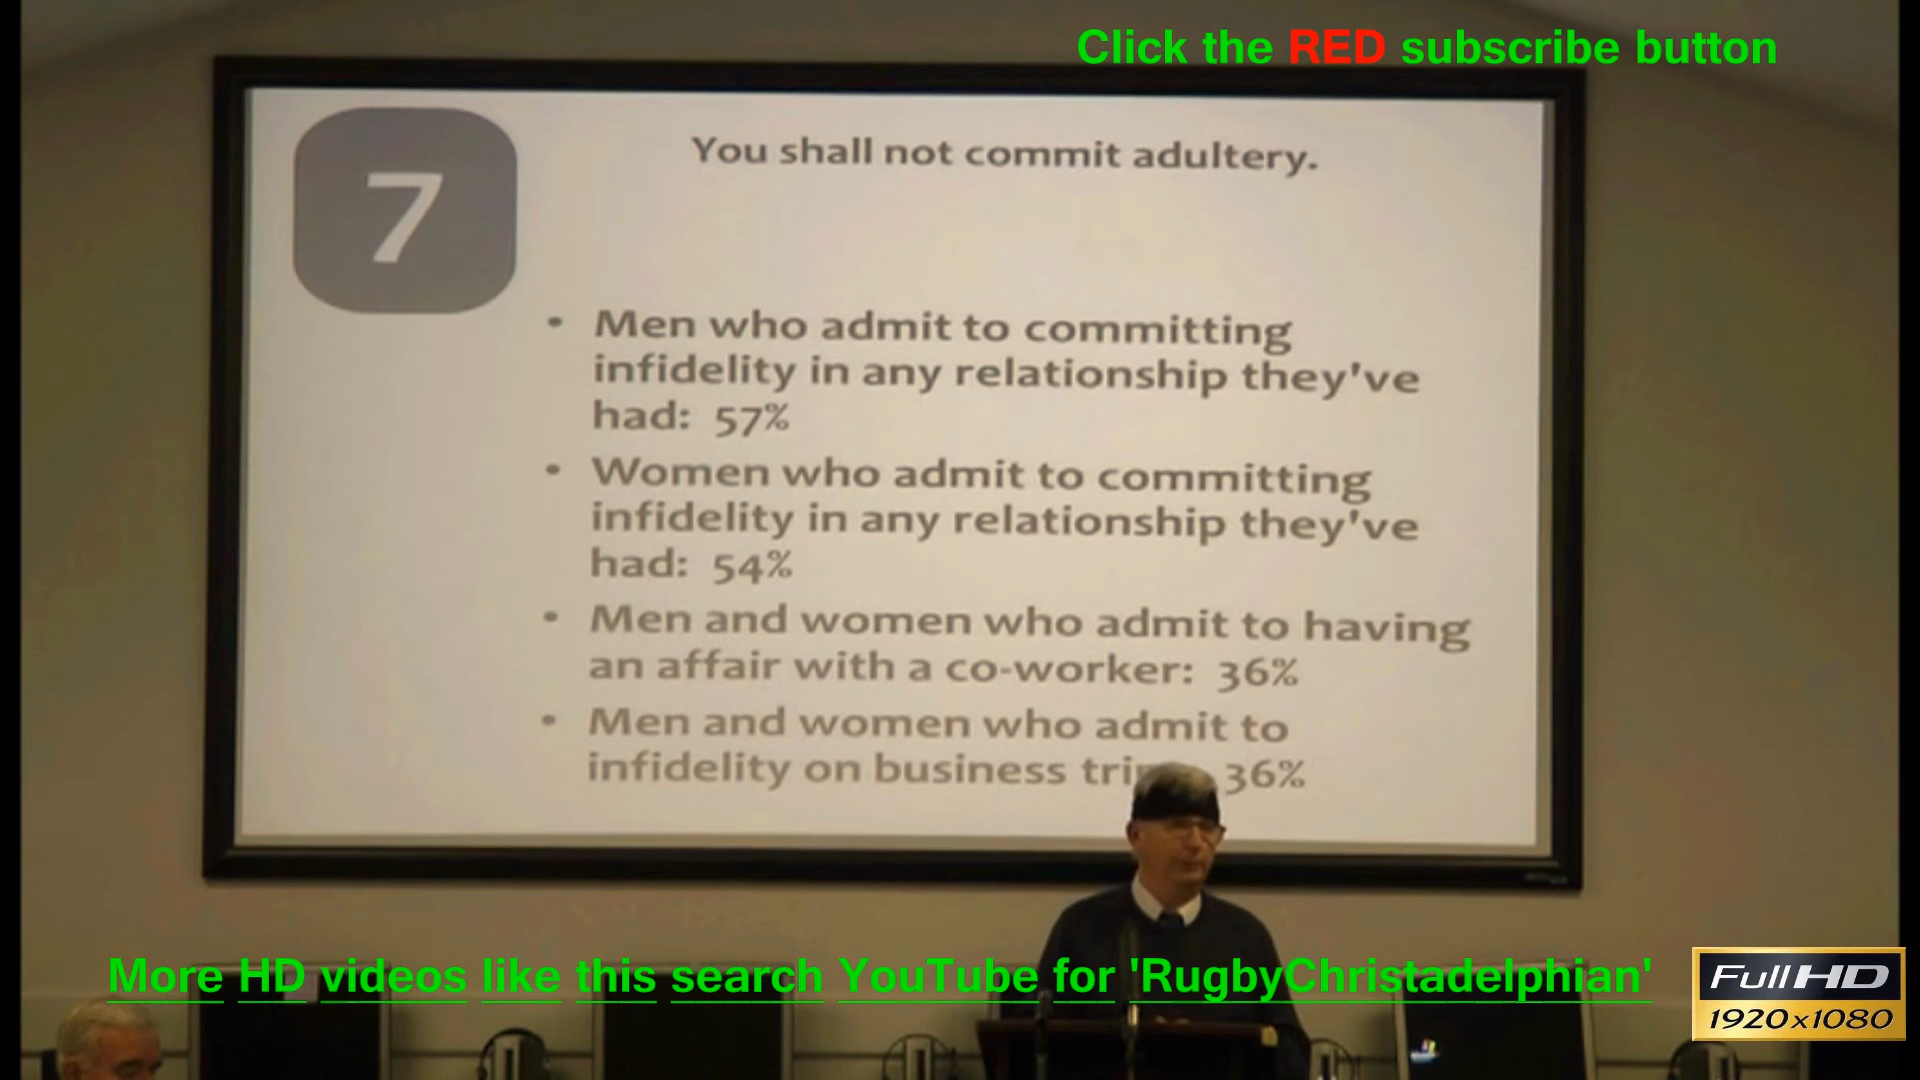 Click the RED subscribe button
7
You shall not commit adultery.
• Men who admit to committing
infidelity in any relationship they've
had: 57%
• Women who admit to committing
infidelity in any relationship they've
had: 54%
• Men and women who admit to having
an affair with a co-worker: 36%
• Men and women who admit to
infidelity on business 36%
More HD videos like this search YouTube for 'RugbyChristadelphian'
Full HD
1920x1080